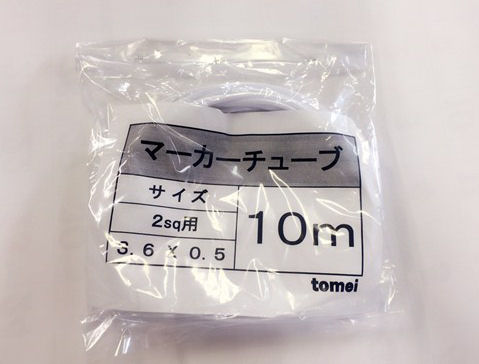 マーカーチューブ
サイズ
2sq用
3.6×0.5
10m
tomei